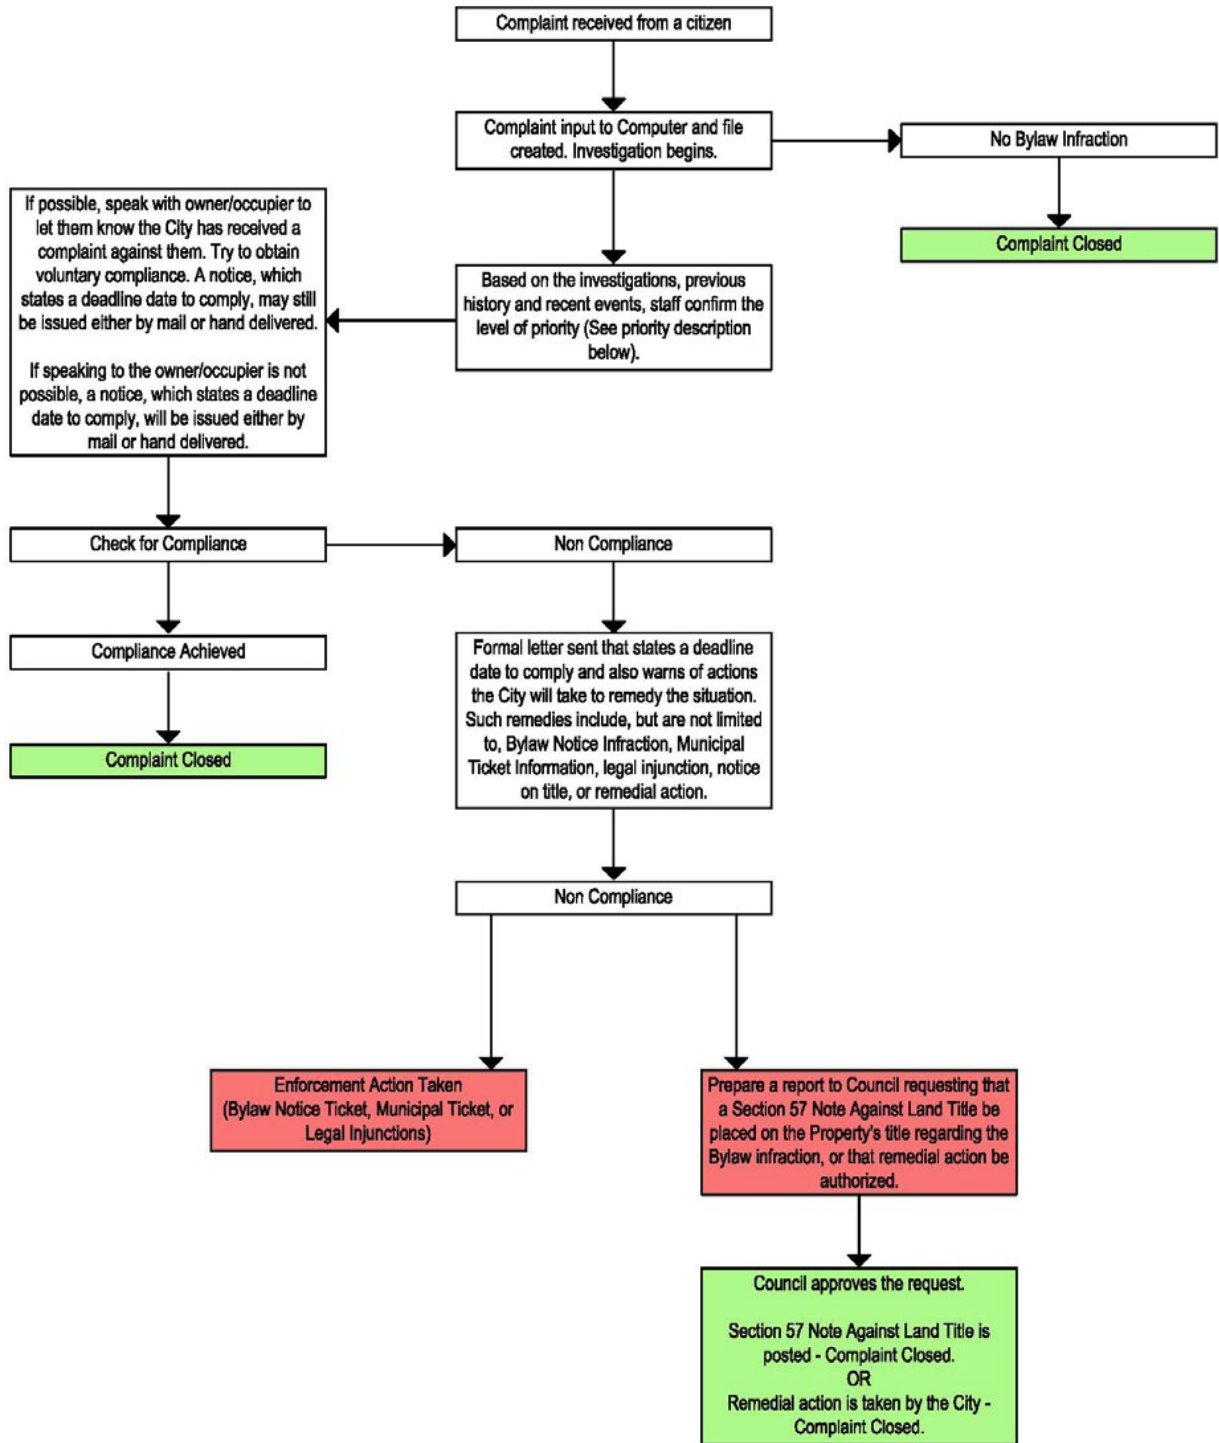 Complaint received from a citizen
Complaint input to Computer and file
created. Investigation begins.
No Bylaw Infraction
Complaint Closed
If possible, speak with owner/occupier to
let them know the City has received a
complaint against them. Try to obtain
voluntary compliance. A notice, which
states a deadline date to comply, may still
be issued either by mail or hand delivered.
If speaking to the owner/occupier is not
possible, a notice, which states a deadline
date to comply, will be issued either by
mail or hand delivered.
Based on the investigations, previous
history and recent events, staff confirm the
level of priority (See priority description
below).
Check for Compliance
Non Compliance
Compliance Achieved
Complaint Closed
Formal letter sent that states a deadline
date to comply and also warns of actions
the City will take to remedy the situation.
Such remedies include, but are not limited
to, Bylaw Notice Infraction, Municipal
Ticket Information, legal injunction, notice
on title, or remedial action.
Non Compliance
Enforcement Action Taken
(Bylaw Notice Ticket, Municipal Ticket, or
Legal Injunctions)
Prepare a report to Council requesting that
a Section 57 Note Against Land Title be
placed on the Property's title regarding the
Bylaw infraction, or that remedial action be
authorized.
Council approves the request.
Section 57 Note Against Land Title is
posted - Complaint Closed.
OR
Remedial action is taken by the City -
Complaint Closed.